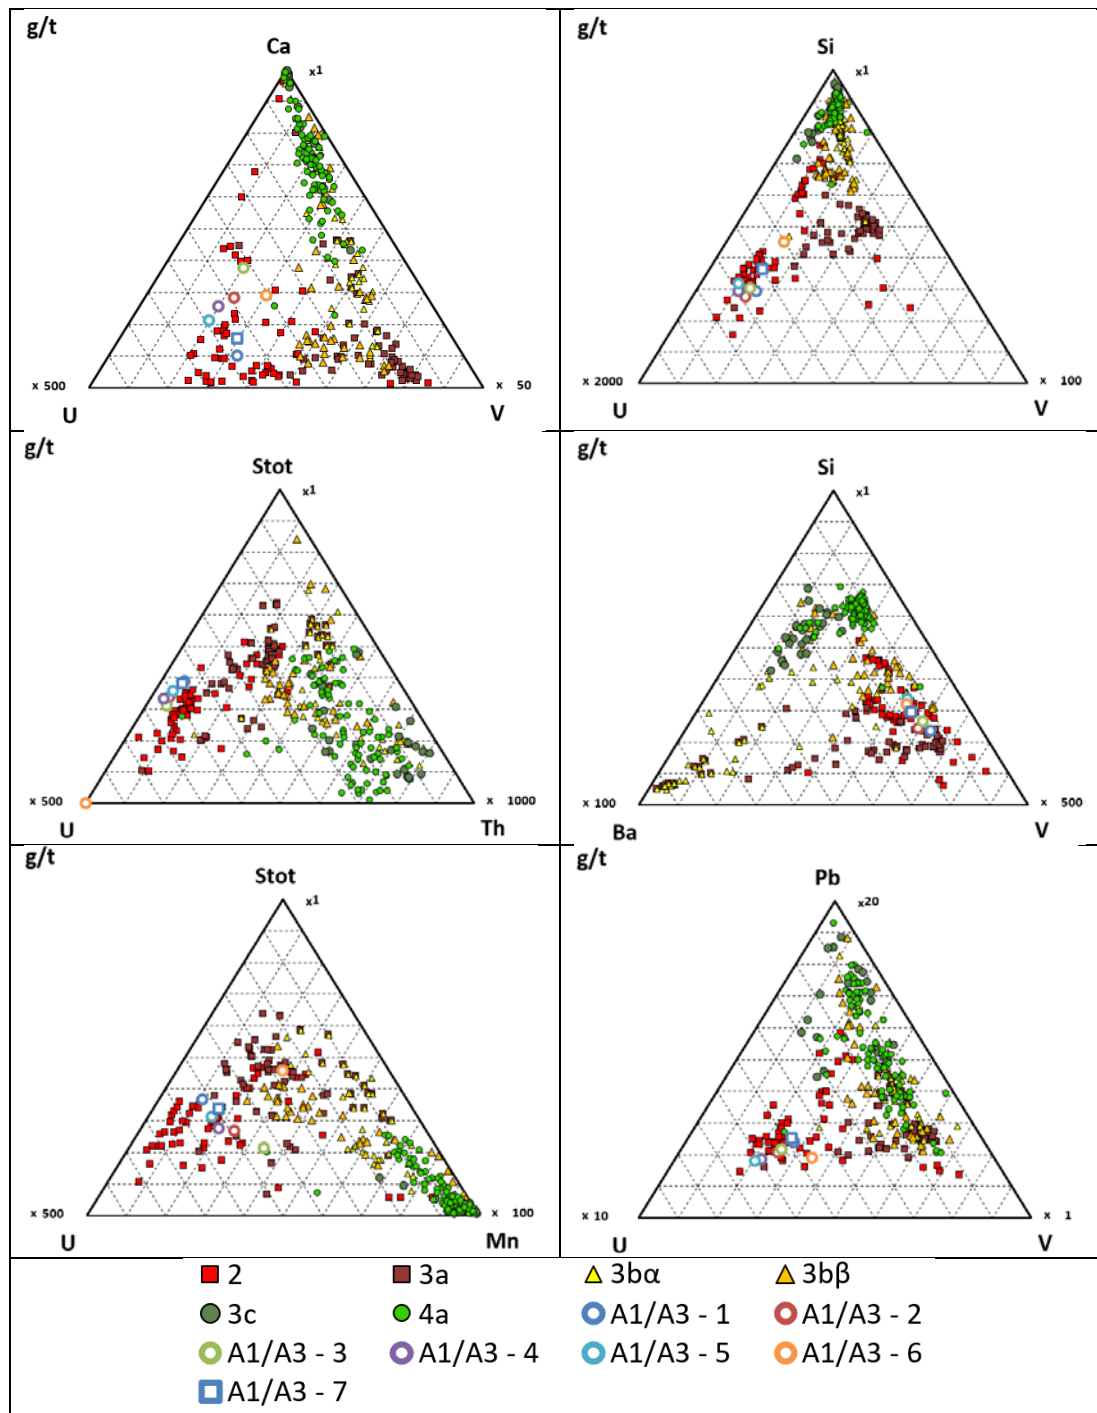 g/t
Ca
x1
x 500
x 50
U
V
g/t
Si
x1
x 2000
x 100
U
V
g/t
Stot
x1
x 500
x 1000
U
Th
g/t
Si
x1
x 100
x 500
Ba
V
g/t
Stot
x1
x 500
x 100
U
Mn
g/t
Pb
x20
x 10
x 1
U
V
2 3a 3bα 3bβ
3c 4a A1/A3 - 1 A1/A3 - 2
A1/A3 - 3 A1/A3 - 4 A1/A3 - 5 A1/A3 - 6
A1/A3 - 7